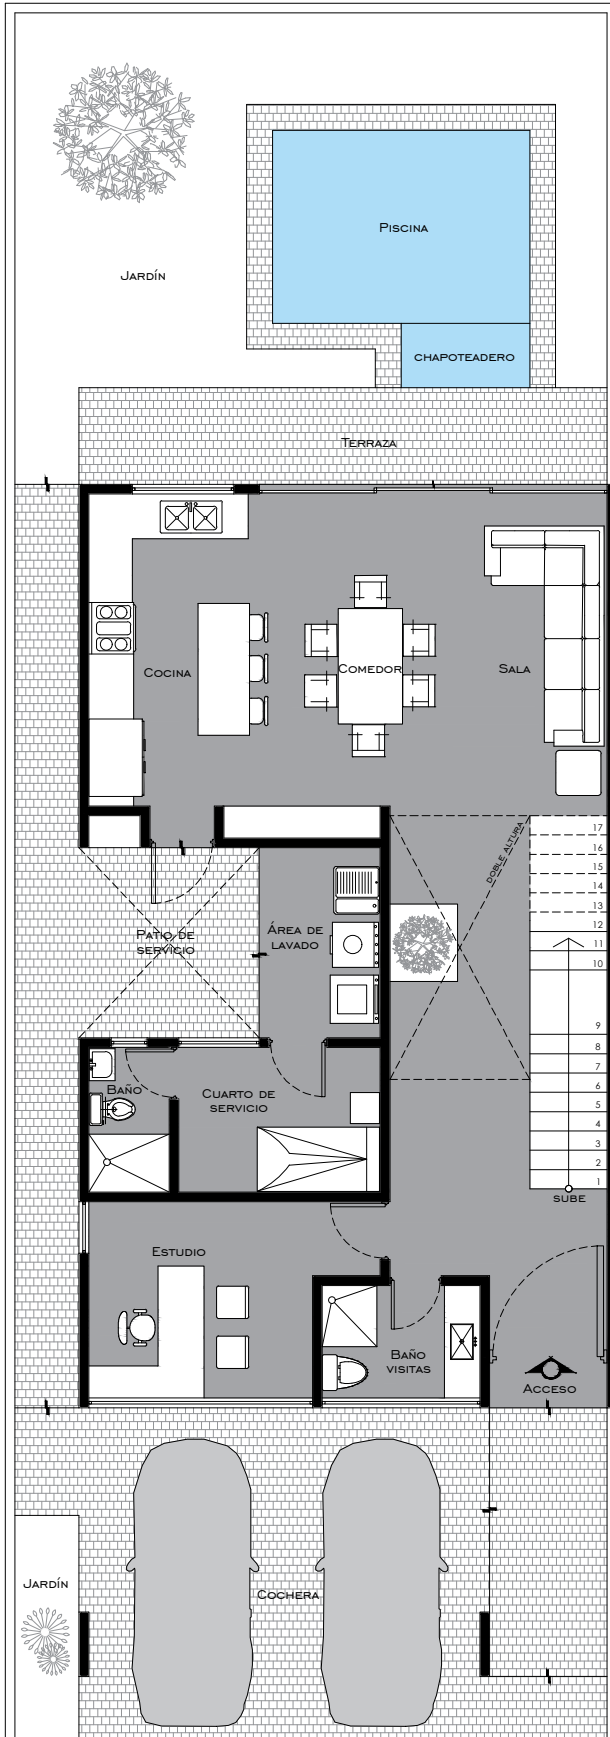 Piscina
Jardín
CHAPOTEADERO
Terraza
Cocina
Comedor
Sala
DOBLE ALTURA
17
16
15
14
13
12
11
10
9
8
7
6
5
4
3
2
1
SUBE
Patio de
servicio
Área de
lavado
Baño
Cuarto de
servicio
Estudio
Baño
visitas
Acceso
Jardín
Cochera